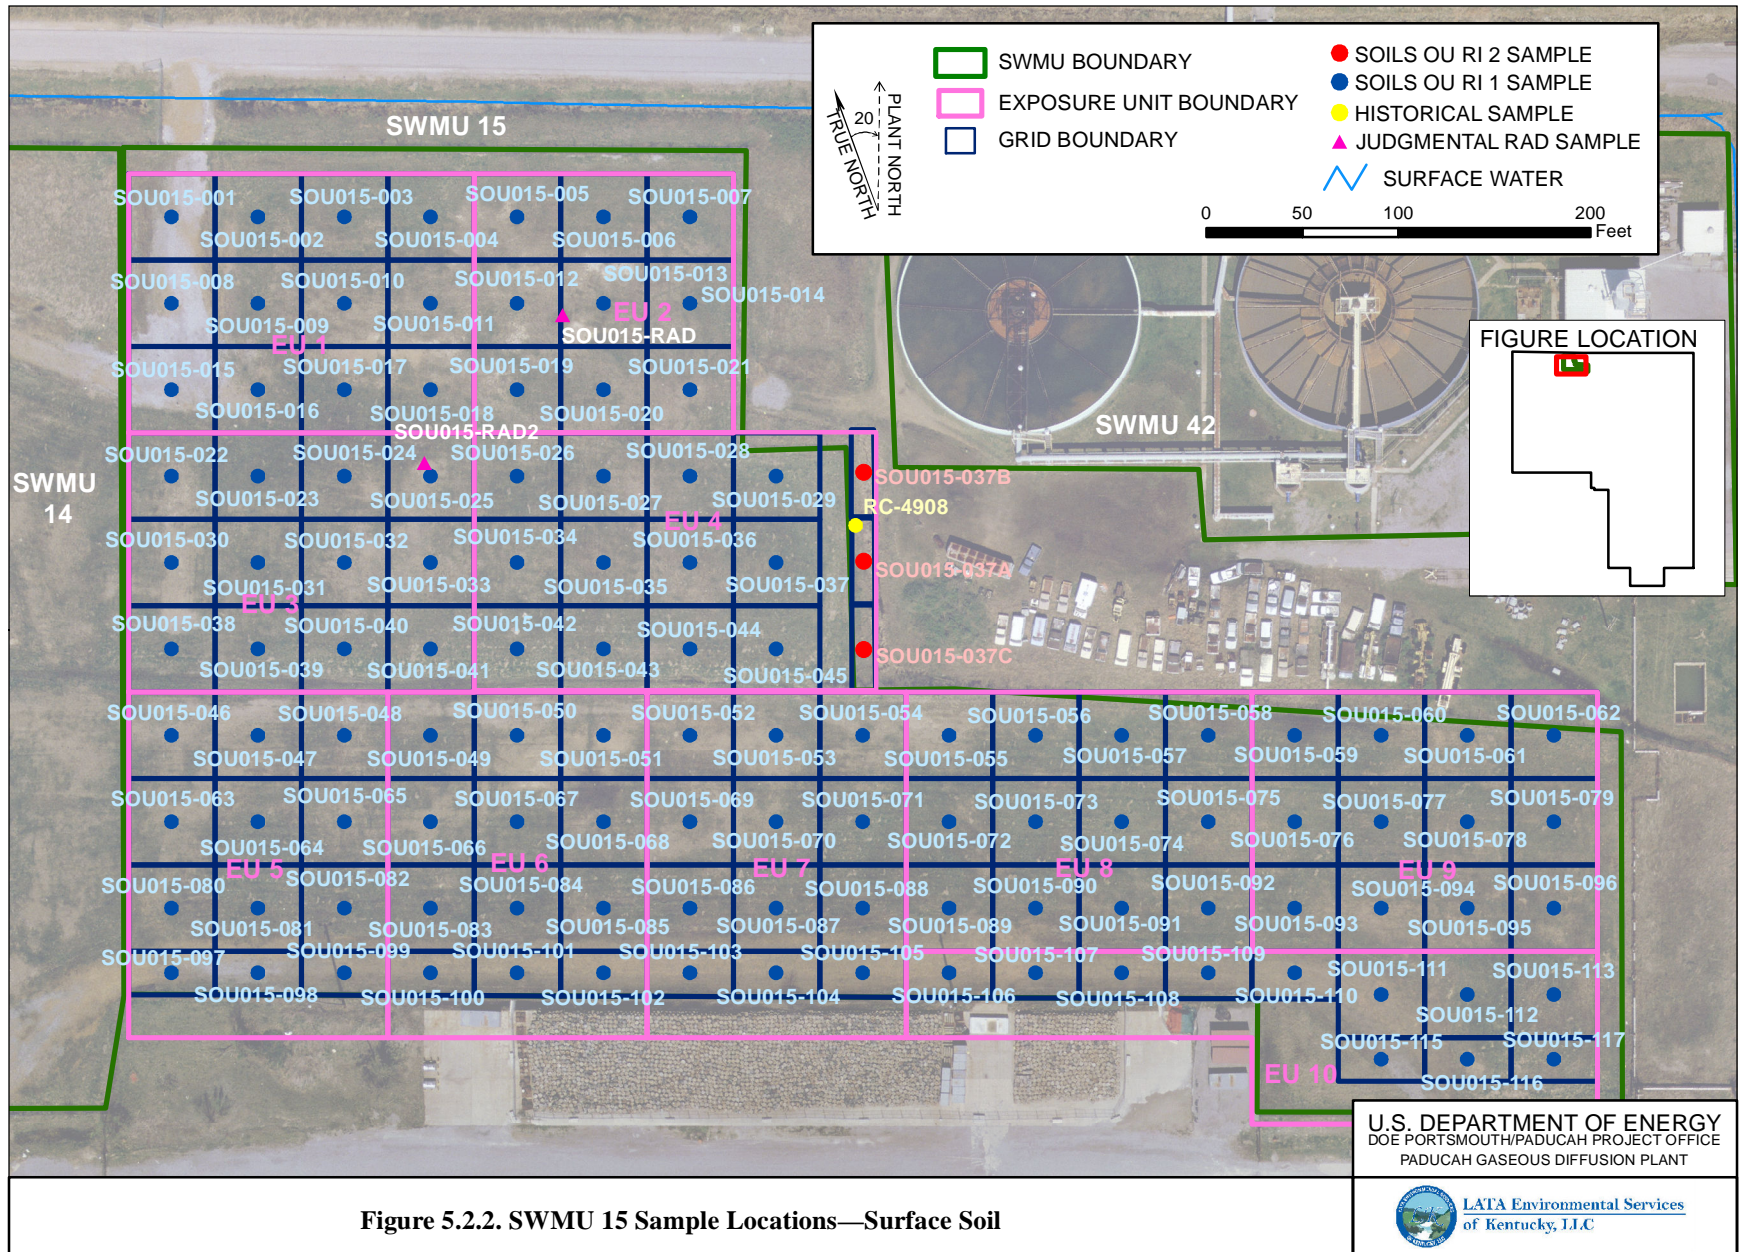 SWMU 15
SWMU BOUNDARY
EXPOSURE UNIT BOUNDARY
GRID BOUNDARY
SOILS OU RI 2 SAMPLE
SOILS OU RI 1 SAMPLE
HISTORICAL SAMPLE
JUDGMENTAL RAD SAMPLE
SURFACE WATER
TRUE NORTH
20
PLANT NORTH
0 50 100 200
Feet
SOU015-001 SOU015-003 SOU015-005 SOU015-007
SOU015-002 SOU015-004 SOU015-006
SOU015-008 SOU015-010 SOU015-012 SOU015-013
SOU015-014
SOU015-009 SOU015-011 EU 2
EU 1 SOU015-RAD
SOU015-015 SOU015-017 SOU015-019 SOU015-021
SOU015-016 SOU015-018 SOU015-020
SOU015-RAD2
SWMU 42
FIGURE LOCATION
SOU015-022 SOU015-024 SOU015-026 SOU015-028
SWMU
14
SOU015-023 SOU015-025 SOU015-027 SOU015-029
SOU015-037B
RC-4908
EU 4
SOU015-030 SOU015-032 SOU015-034 SOU015-036
SOU015-037A
SOU015-031 SOU015-033 SOU015-035 SOU015-037
EU 3
SOU015-038 SOU015-040 SOU015-042 SOU015-044
SOU015-037C
SOU015-039 SOU015-041 SOU015-043 SOU015-045
SOU015-046 SOU015-048 SOU015-050 SOU015-052 SOU015-054 SOU015-056 SOU015-058 SOU015-060 SOU015-062
SOU015-047 SOU015-049 SOU015-051 SOU015-053 SOU015-055 SOU015-057 SOU015-059 SOU015-061
SOU015-063 SOU015-065 SOU015-067 SOU015-069 SOU015-071 SOU015-073 SOU015-075 SOU015-077 SOU015-079
SOU015-064 SOU015-066 SOU015-068 SOU015-070 SOU015-072 SOU015-074 SOU015-076 SOU015-078
EU 5 EU 6 EU 7 EU 8 EU 9
SOU015-080 SOU015-082 SOU015-084 SOU015-086 SOU015-088 SOU015-090 SOU015-092 SOU015-094 SOU015-096
SOU015-081 SOU015-083 SOU015-085 SOU015-087 SOU015-089 SOU015-091 SOU015-093 SOU015-095
SOU015-097 SOU015-099 SOU015-101 SOU015-103 SOU015-105 SOU015-107 SOU015-109 SOU015-111 SOU015-113
SOU015-098 SOU015-100 SOU015-102 SOU015-104 SOU015-106 SOU015-108 SOU015-110 SOU015-112
SOU015-115 SOU015-117
EU 10 SOU015-116
U.S. DEPARTMENT OF ENERGY
DOE PORTSMOUTH/PADUCAH PROJECT OFFICE
PADUCAH GASEOUS DIFFUSION PLANT
Figure 5.2.2. SWMU 15 Sample Locations—Surface Soil
LATA Environmental Services
of Kentucky, LLC